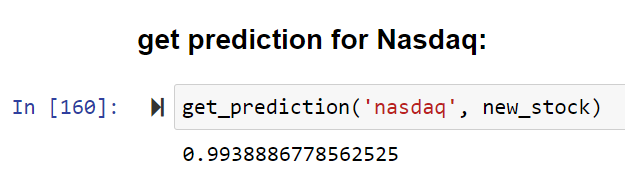 get prediction for Nasdaq:
In [160]: get_prediction('nasdaq', new_stock)
0.9938886778562525